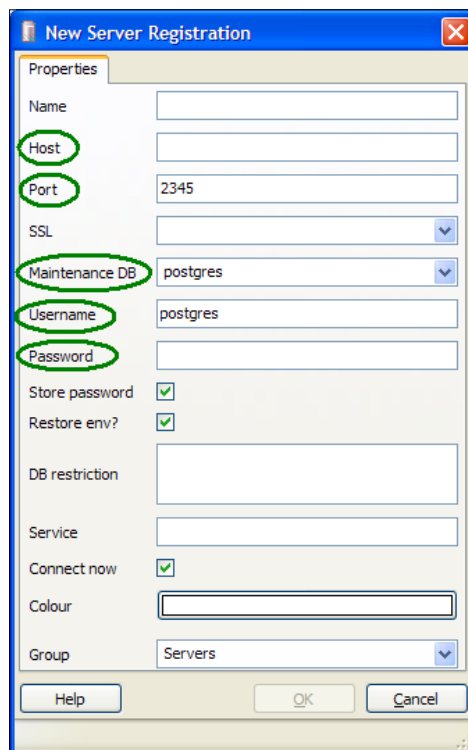 New Server Registration
Properties
Name
Host
Port 2345
SSL
Maintenance DB postgres
Username postgres
Password
Store password
Restore env?
DB restriction
Service
Connect now
Colour
Group Servers
Help OK Cancel